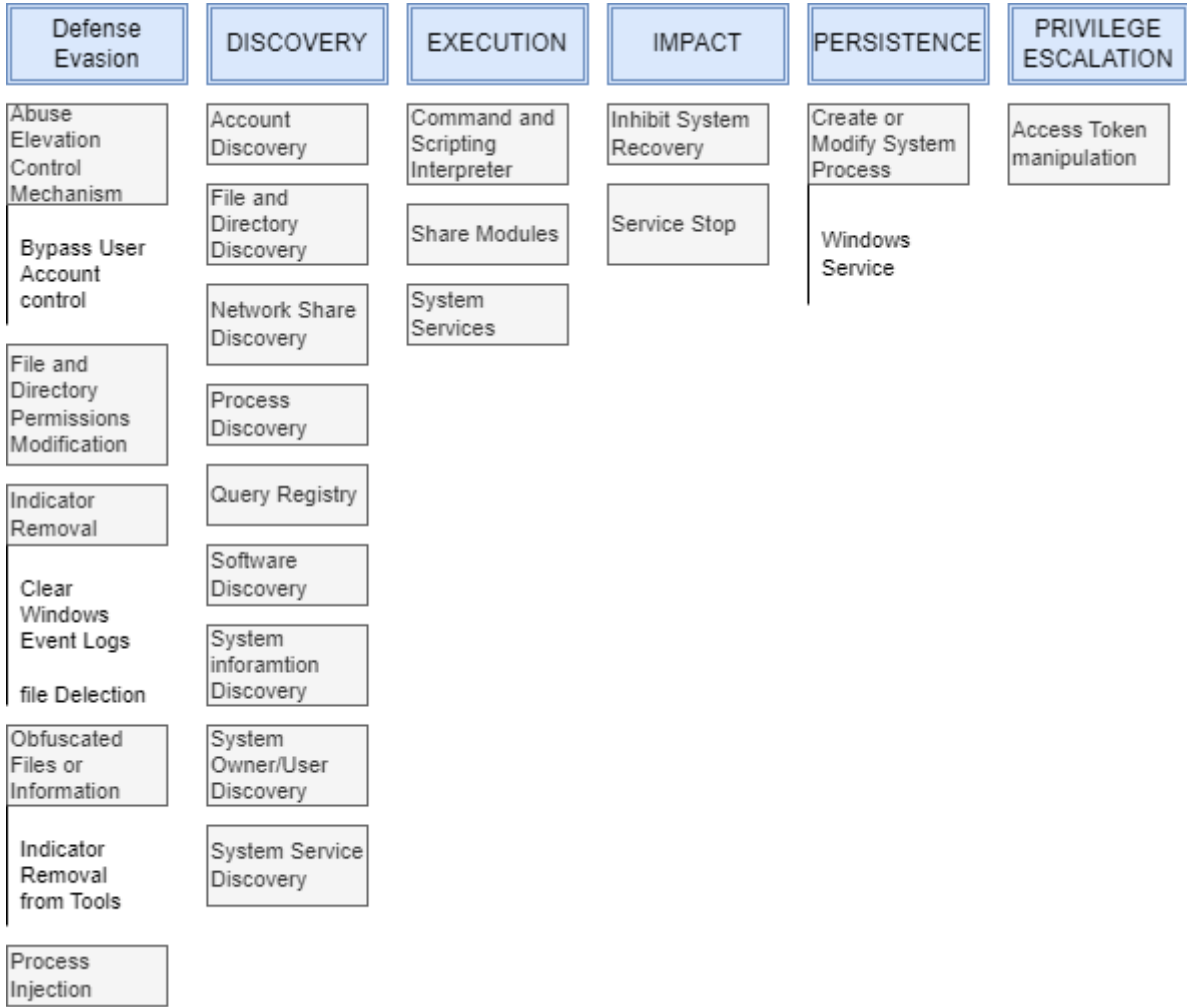 Defense
Evasion
Abuse
Elevation
Control
Mechanism
Bypass User
Account
control
File and
Directory
Permissions
Modification
Indicator
Removal
Clear
Windows
Event Logs
file Delection
Obfuscated
Files or
Information
Indicator
Removal
from Tools
Process
Injection
DISCOVERY
Account
Discovery
File and
Directory
Discovery
Network Share
Discovery
Process
Discovery
Query Registry
Software
Discovery
System
inforamtion
Discovery
System
Owner/User
Discovery
System Service
Discovery
EXECUTION
Command and
Scripting
Interpreter
Share Modules
System
Services
IMPACT
Inhibit System
Recovery
Service Stop
PERSISTENCE
Create or
Modify System
Process
Windows
Service
PRIVILEGE
ESCALATION
Access Token
manipulation